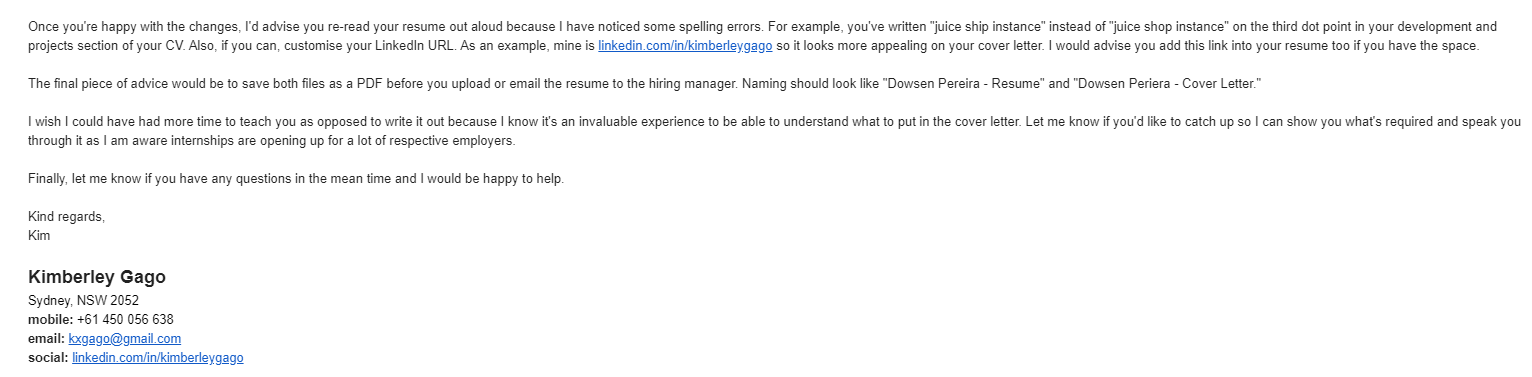 Once you're happy with the changes, I'd advise you re-read your resume out aloud because I have noticed some spelling errors. For example, you've written "juice ship instance" instead of "juice shop instance" on the third dot point in your development and
projects section of your CV. Also, if you can, customise your LinkedIn URL. As an example, mine is linkedin.com/in/kimberleygago so it looks more appealing on your cover letter. I would advise you add this link into your resume too if you have the space.
The final piece of advice would be to save both files as a PDF before you upload or email the resume to the hiring manager. Naming should look like "Dowsen Pereira - Resume" and "Dowsen Periera - Cover Letter."
I wish I could have had more time to teach you as opposed to write it out because I know it's an invaluable experience to be able to understand what to put in the cover letter. Let me know if you'd like to catch up so I can show you what's required and speak you
through it as I am aware internships are opening up for a lot of respective employers.
Finally, let me know if you have any questions in the mean time and I would be happy to help.
Kind regards,
Kim
Kimberley Gago
Sydney, NSW 2052
mobile: +61 450 056 638
email: kxgago@gmail.com
social: linkedin.com/in/kimberleygago